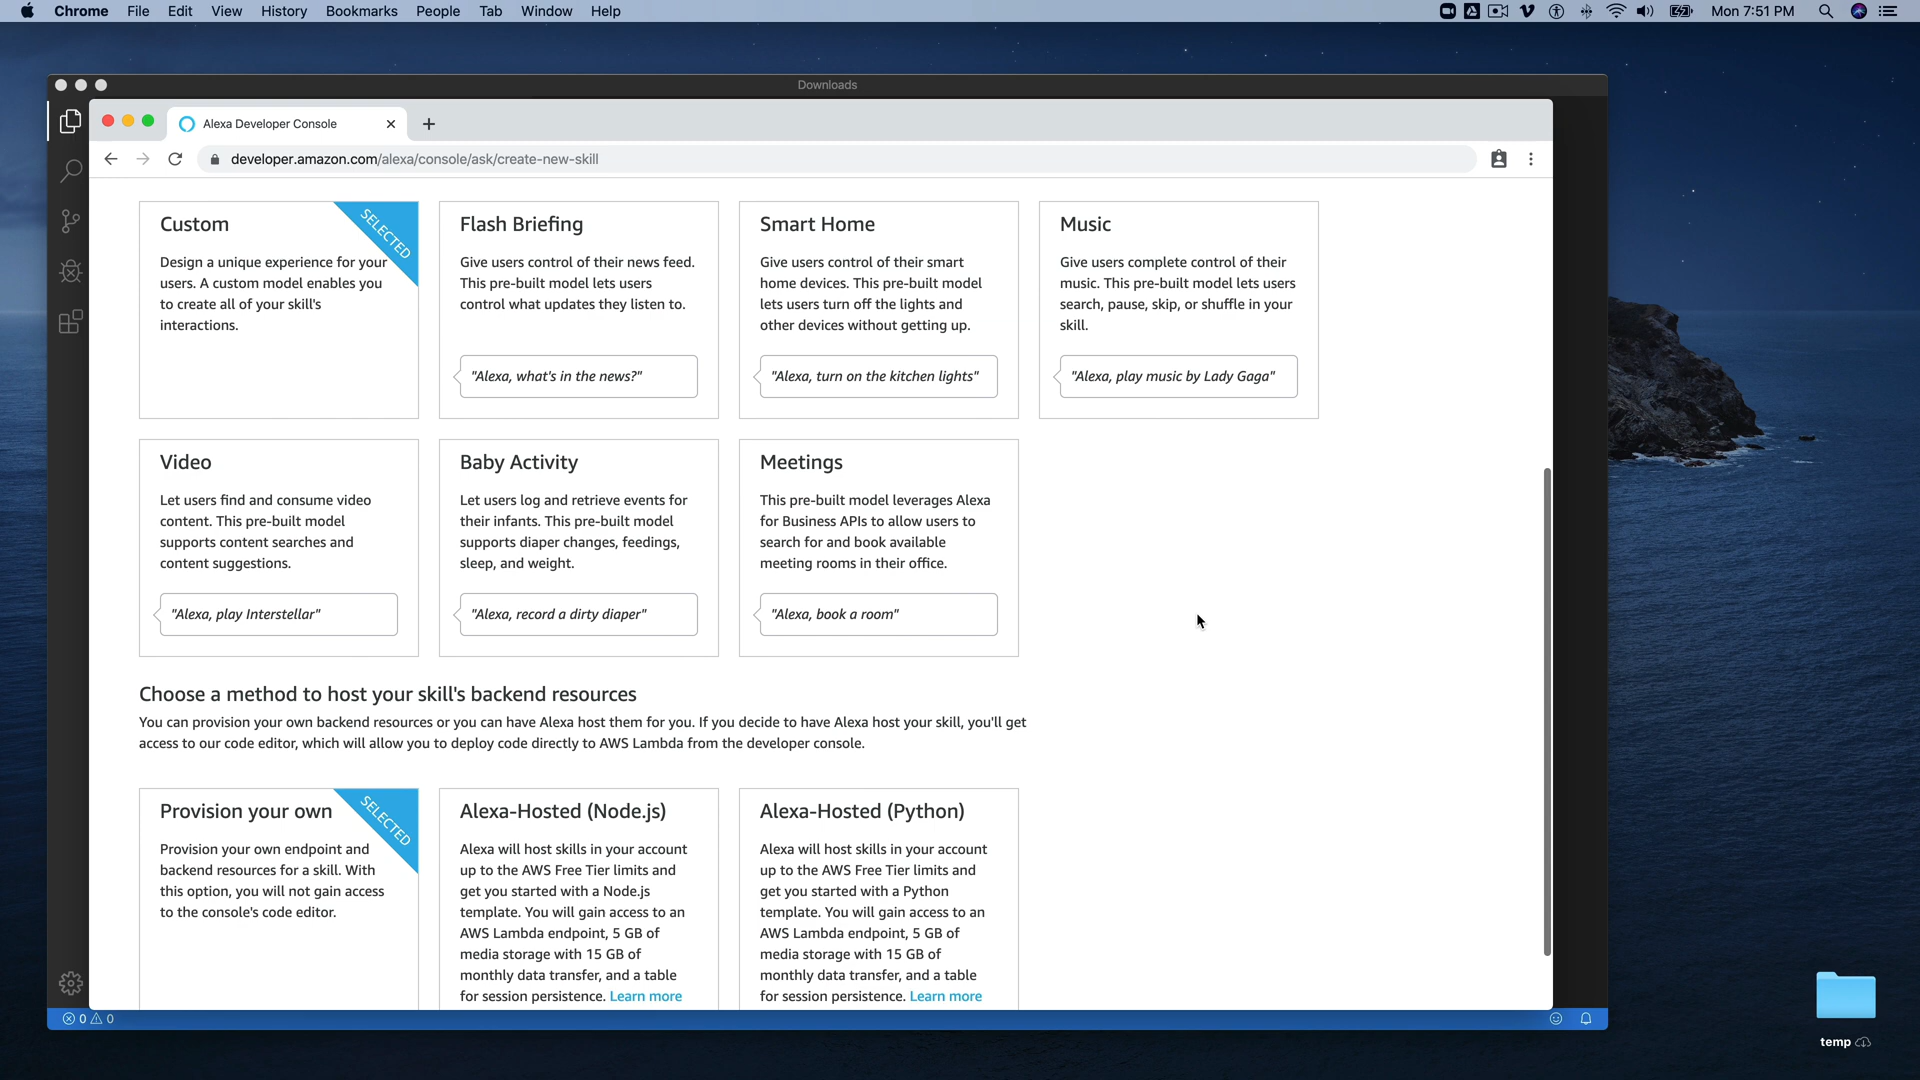 Chrome File Edit View History Bookmarks People Tab Window Help
Mon 7:51 PM
Downloads
Alexa Developer Console
developer.amazon.com/alexa/console/ask/create-new-skill
Custom
SELECTED
Design a unique experience for your
users. A custom model enables you
to create all of your skill's
interactions.
Flash Briefing
Give users control of their news feed.
This pre-built model lets users
control what updates they listen to.
"Alexa, what's in the news?"
Smart Home
Give users control of their smart
home devices. This pre-built model
lets users turn off the lights and
other devices without getting up.
"Alexa, turn on the kitchen lights"
Music
Give users complete control of their
music. This pre-built model lets users
search, pause, skip, or shuffle in your
skill.
"Alexa, play music by Lady Gaga"
Video
Let users find and consume video
content. This pre-built model
supports content searches and
content suggestions.
"Alexa, play Interstellar"
Baby Activity
Let users log and retrieve events for
their infants. This pre-built model
supports diaper changes, feedings,
sleep, and weight.
"Alexa, record a dirty diaper"
Meetings
This pre-built model leverages Alexa
for Business APIs to allow users to
search for and book available
meeting rooms in their office.
"Alexa, book a room"
Choose a method to host your skill's backend resources
You can provision your own backend resources or you can have Alexa host them for you. If you decide to have Alexa host your skill, you'll get
access to our code editor, which will allow you to deploy code directly to AWS Lambda from the developer console.
Provision your own
SELECTED
Provision your own endpoint and
backend resources for a skill. With
this option, you will not gain access
to the console's code editor.
Alexa-Hosted (Node.js)
Alexa will host skills in your account
up to the AWS Free Tier limits and
get you started with a Node.js
template. You will gain access to an
AWS Lambda endpoint, 5 GB of
media storage with 15 GB of
monthly data transfer, and a table
for session persistence. Learn more
Alexa-Hosted (Python)
Alexa will host skills in your account
up to the AWS Free Tier limits and
get you started with a Python
template. You will gain access to an
AWS Lambda endpoint, 5 GB of
media storage with 15 GB of
monthly data transfer, and a table
for session persistence. Learn more
0 0
temp